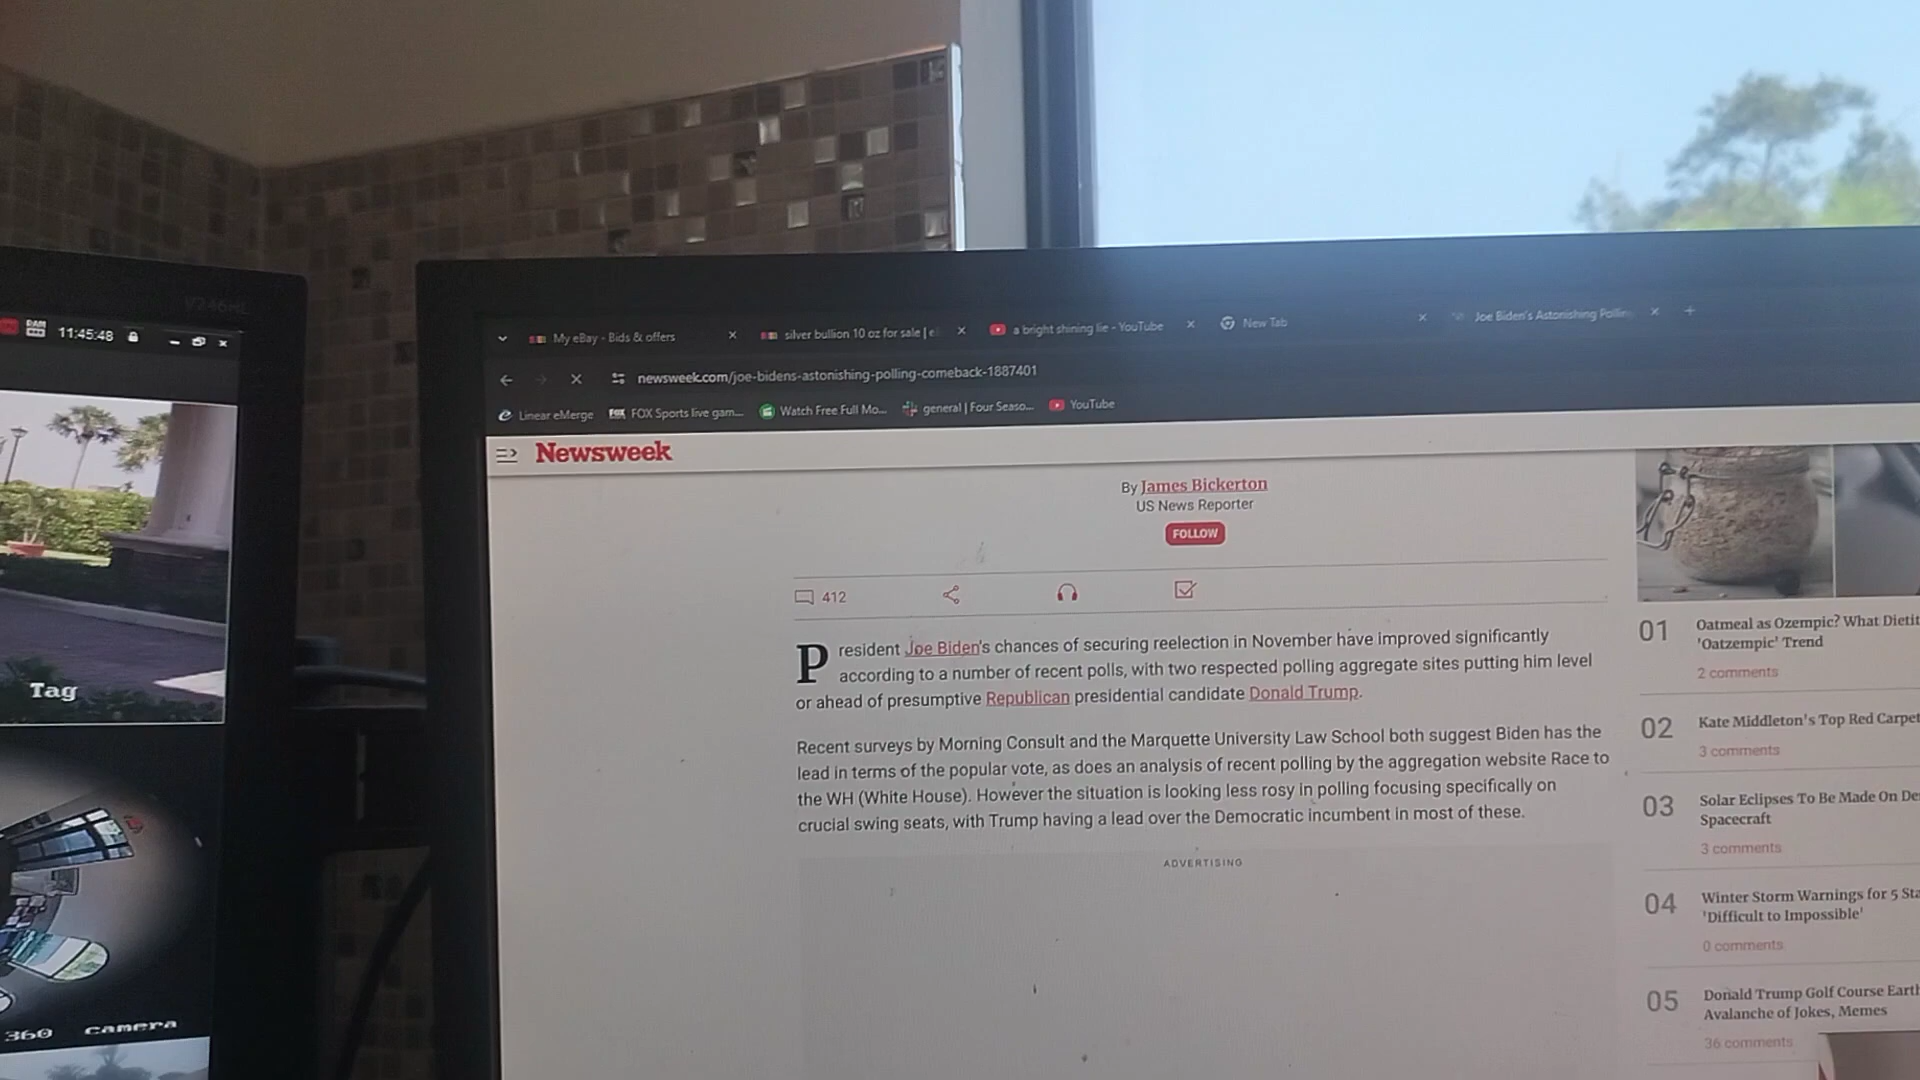 V246HL
RAM
11:45:48
Tag
360 camera
My eBay - Bids & offers
silver bullion 10 oz for sale | e
a bright shining lie - YouTube
New Tab
Joe Biden's Astonishing Pollin
newsweek.com/joe-bidens-astonishing-polling-comeback-1887401
Linear eMerge
FOX
FOX Sports live gam...
Watch Free Full Mo...
general | Four Seaso...
YouTube
Newsweek
By James Bickerton
US News Reporter
FOLLOW
412
President Joe Biden's chances of securing reelection in November have improved significantly
according to a number of recent polls, with two respected polling aggregate sites putting him level
or ahead of presumptive Republican presidential candidate Donald Trump.
Recent surveys by Morning Consult and the Marquette University Law School both suggest Biden has the
lead in terms of the popular vote, as does an analysis of recent polling by the aggregation website Race to
the WH (White House). However the situation is looking less rosy in polling focusing specifically on
crucial swing seats, with Trump having a lead over the Democratic incumbent in most of these.
ADVERTISING
01
Oatmeal as Ozempic? What Dietit
'Oatzempic' Trend
2 comments
02
Kate Middleton's Top Red Carpet
3 comments
03
Solar Eclipses To Be Made On De
Spacecraft
3 comments
04
Winter Storm Warnings for 5 Sta
'Difficult to Impossible'
0 comments
05
Donald Trump Golf Course Earth
Avalanche of Jokes, Memes
36 comments